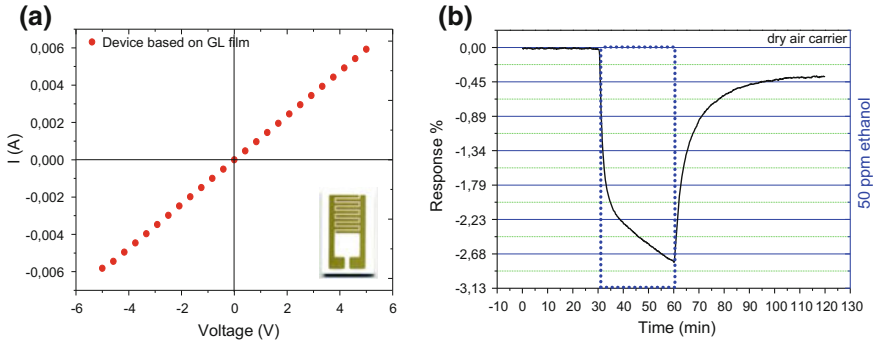 (a)
Device based on GL film
0,006
0,004
0,002
0,000
-0,002
-0,004
-0,006
I (A)
-6 -4 -2 0 2 4 6
Voltage (V)
(b)
dry air carrier
0,00
-0,45
-0,89
-1,34
-1,79
-2,23
-2,68
-3,13
Response %
50 ppm ethanol
-10 0 10 20 30 40 50 60 70 80 90 100 110 120 130
Time (min)